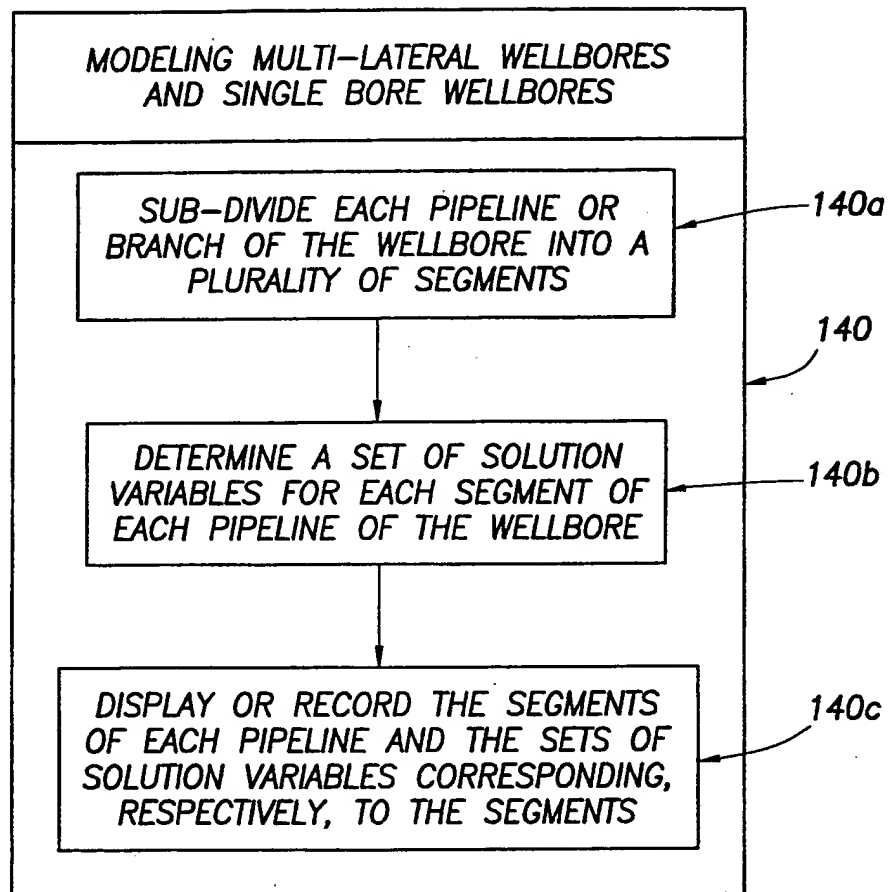 MODELING MULTI-LATERAL WELLBORES
AND SINGLE BORE WELLBORES
SUB-DIVIDE EACH PIPELINE OR
BRANCH OF THE WELLBORE INTO A
PLURALITY OF SEGMENTS
140a
140
DETERMINE A SET OF SOLUTION
VARIABLES FOR EACH SEGMENT OF
EACH PIPELINE OF THE WELLBORE
140b
DISPLAY OR RECORD THE SEGMENTS
OF EACH PIPELINE AND THE SETS OF
SOLUTION VARIABLES CORRESPONDING,
RESPECTIVELY, TO THE SEGMENTS
140c